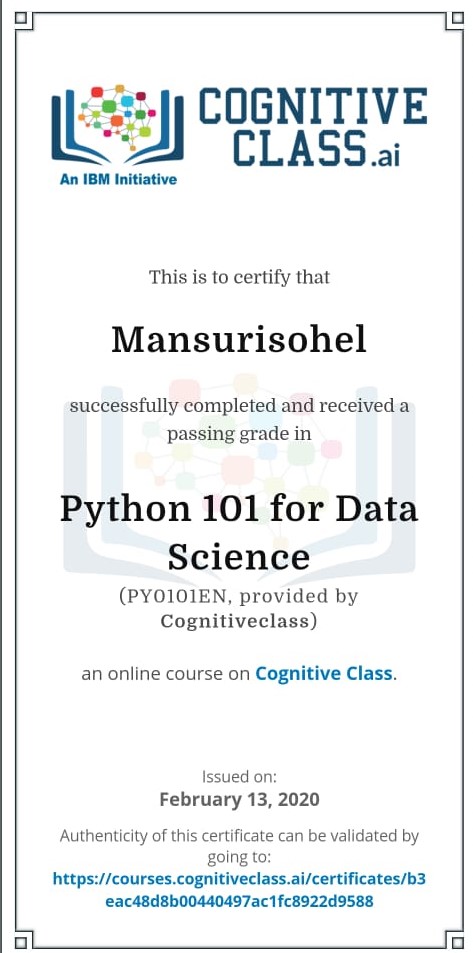 COGNITIVE
CLASS.ai
An IBM Initiative
This is to certify that
Mansurisohel
successfully completed and received a
passing grade in
Python 101 for Data
Science
(PY0101EN, provided by
Cognitiveclass)
an online course on Cognitive Class.
Issued on:
February 13, 2020
Authenticity of this certificate can be validated by
going to:
https://courses.cognitiveclass.ai/certificates/b3
eac48d8b00440497ac1fc8922d9588